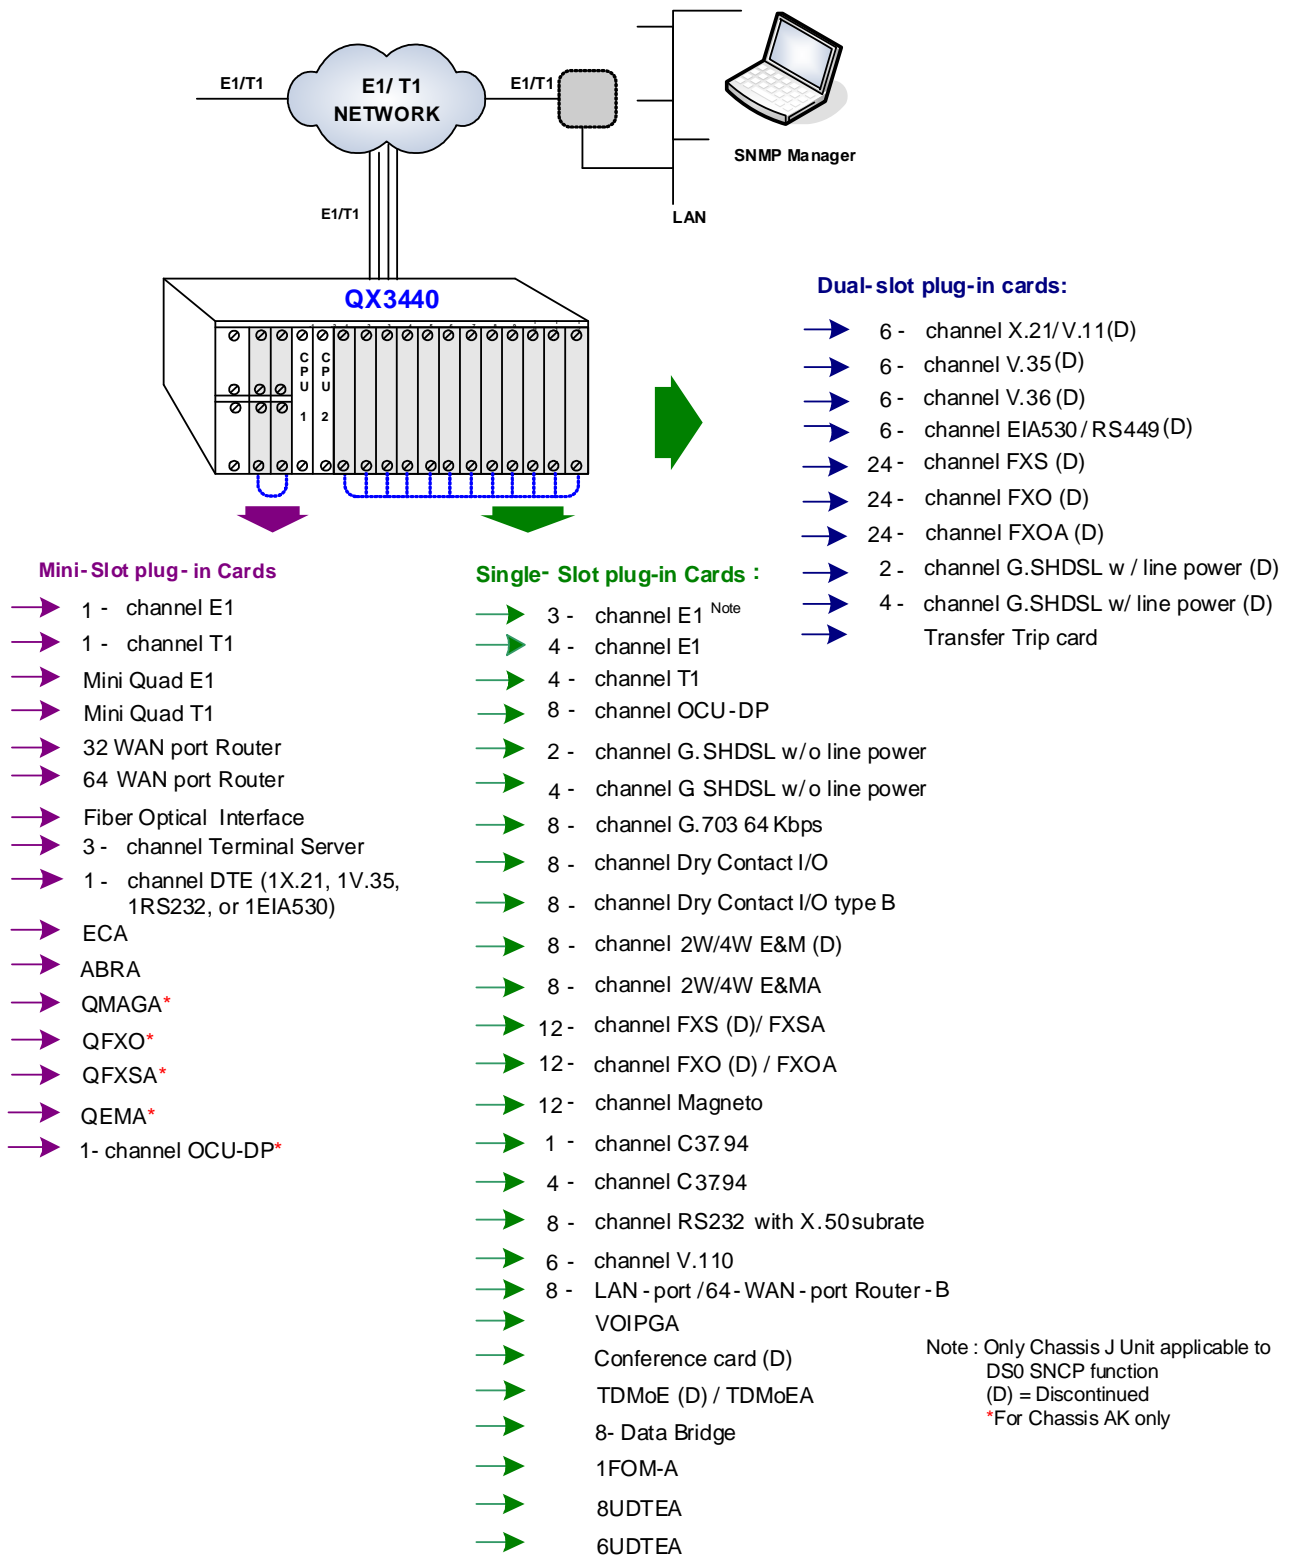 E1/T1
E1/ T1
NETWORK
E1/T1
SNMP Manager
LAN
E1/T1
QX3440
CPU 1
CPU 2
Dual-slot plug-in cards:
6 - channel X.21/V.11(D)
6 - channel V.35(D)
6 - channel V.36 (D)
6 - channel EIA530 / RS449 (D)
24 - channel FXS (D)
24 - channel FXO (D)
24 - channel FXOA (D)
2 - channel G.SHDSL w / line power (D)
4 - channel G.SHDSL w/ line power (D)
Transfer Trip card
Mini-Slot plug-in Cards
1 - channel E1
1 - channel T1
Mini Quad E1
Mini Quad T1
32 WAN port Router
64 WAN port Router
Fiber Optical Interface
3 - channel Terminal Server
1 - channel DTE (1X.21, 1V.35,
1RS232, or 1EIA530)
ECA
ABRA
QMAGA*
QFXO*
QFXSA*
QEMA*
1- channel OCU-DP*
Single- Slot plug-in Cards :
3 - channel E1 Note
4 - channel E1
4 - channel T1
8 - channel OCU-DP
2 - channel G.SHDSL w/o line power
4 - channel G SHDSL w/o line power
8 - channel G.703 64 Kbps
8 - channel Dry Contact I/O
8 - channel Dry Contact I/O type B
8 - channel 2W/4W E&M (D)
8 - channel 2W/4W E&MA
12 - channel FXS (D)/ FXSA
12 - channel FXO (D) / FXOA
12 - channel Magneto
1 - channel C37.94
4 - channel C37.94
8 - channel RS232 with X.50 subrate
6 - channel V.110
8 - LAN - port /64 - WAN - port Router - B
VOIPGA
Conference card (D)
TDMoE (D) / TDMoEA
8- Data Bridge
1FOM-A
8UDTEA
6UDTEA
Note : Only Chassis J Unit applicable to
DS0 SNCP function
(D) = Discontinued
*For Chassis AK only